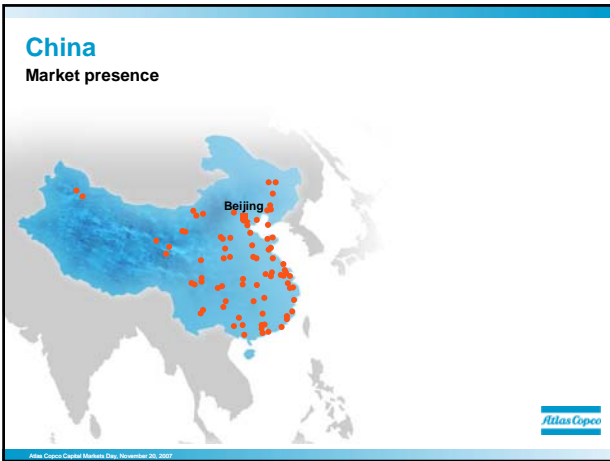 China
Market presence
Beijing
Atlas Copco
Atlas Copco Capital Markets Day, November 20, 2007